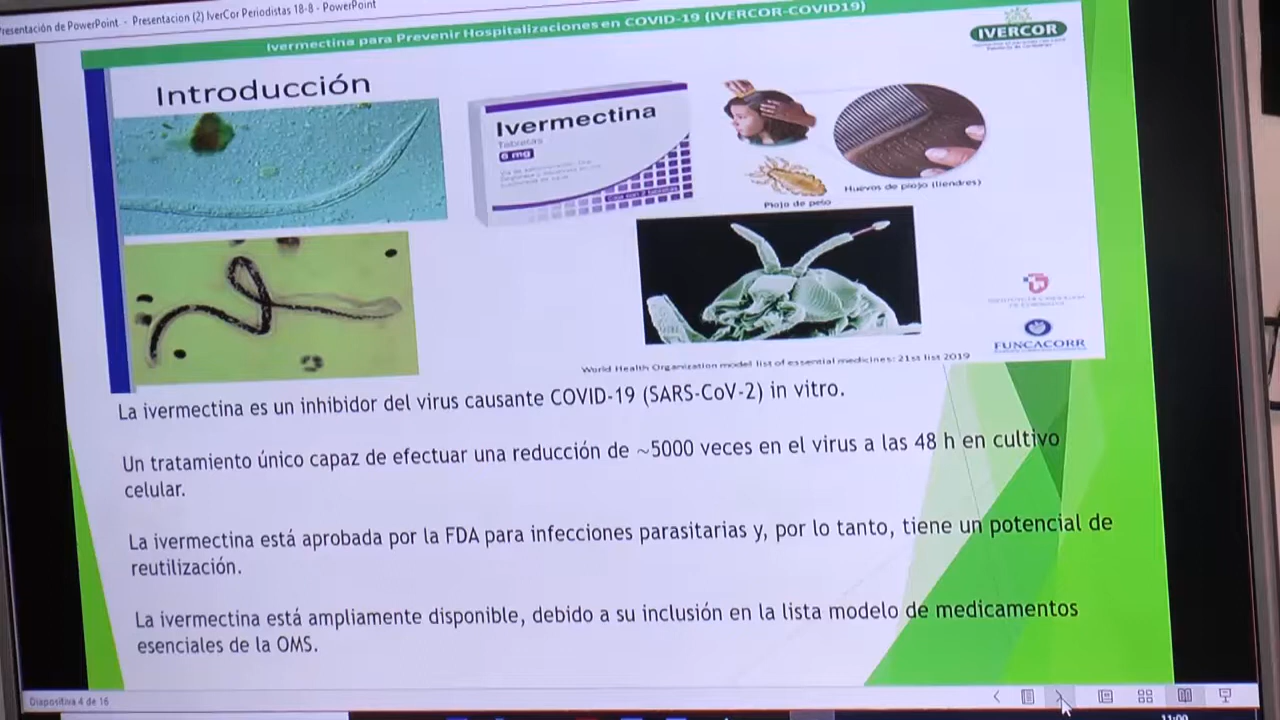 Presentación de PowerPoint - Presentacion (2) IverCor Periodistas 18-8 - PowerPoint
Ivermectina para Prevenir Hospitalizaciones en COVID-19 (IVERCOR-COVID19)
IVERCOR
Introducción
Ivermectina
Tabletas
6 mg
Huevos de piojo (liendres)
Piojo de pelo
FUNCACORR
World Health Organization model list of essential medicines: 21st list 2019
La ivermectina es un inhibidor del virus causante COVID-19 (SARS-CoV-2) in vitro.
Un tratamiento único capaz de efectuar una reducción de ~5000 veces en el virus a las 48 h en cultivo
celular.
La ivermectina está aprobada por la FDA para infecciones parasitarias y, por lo tanto, tiene un potencial de
reutilización.
La ivermectina está ampliamente disponible, debido a su inclusión en la lista modelo de medicamentos
esenciales de la OMS.
Diapositiva 4 de 16